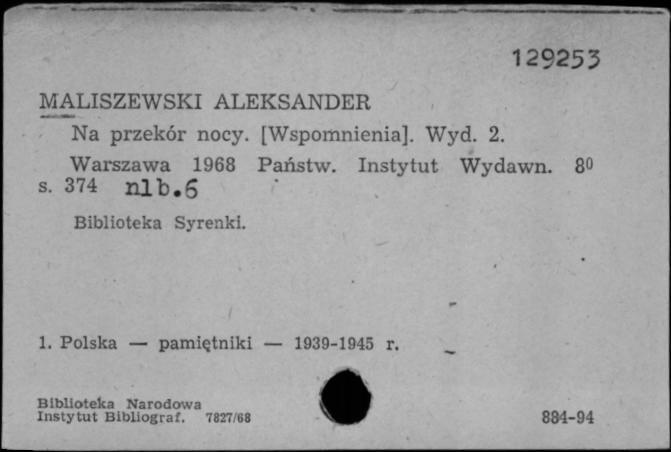 129253
MALISZEWSKI ALEKSANDER
Na przekór nocy. [Wspomnienia]. Wyd. 2.
Warszawa 1968 Państw. Instytut Wydawn. 8⁰
s. 374 nlb.6
Biblioteka Syrenki.
1. Polska — pamiętniki — 1939-1945 r.
Biblioteka Narodowa
Instytut Bibliograf. 7827/68 884-94